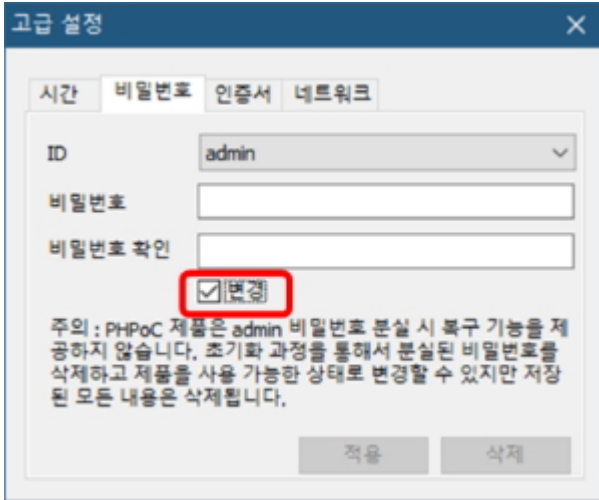 고급 설정
시간 비밀번호 인증서 네트워크
ID admin
비밀번호
비밀번호 확인
변경
주의 : PHPoC 제품은 admin 비밀번호 분실 시 복구 기능을 제
공하지 않습니다. 초기화 과정을 통해서 분실된 비밀번호를
삭제하고 제품을 사용 가능한 상태로 변경할 수 있지만 저장
된 모든 내용은 삭제됩니다.
적용 삭제